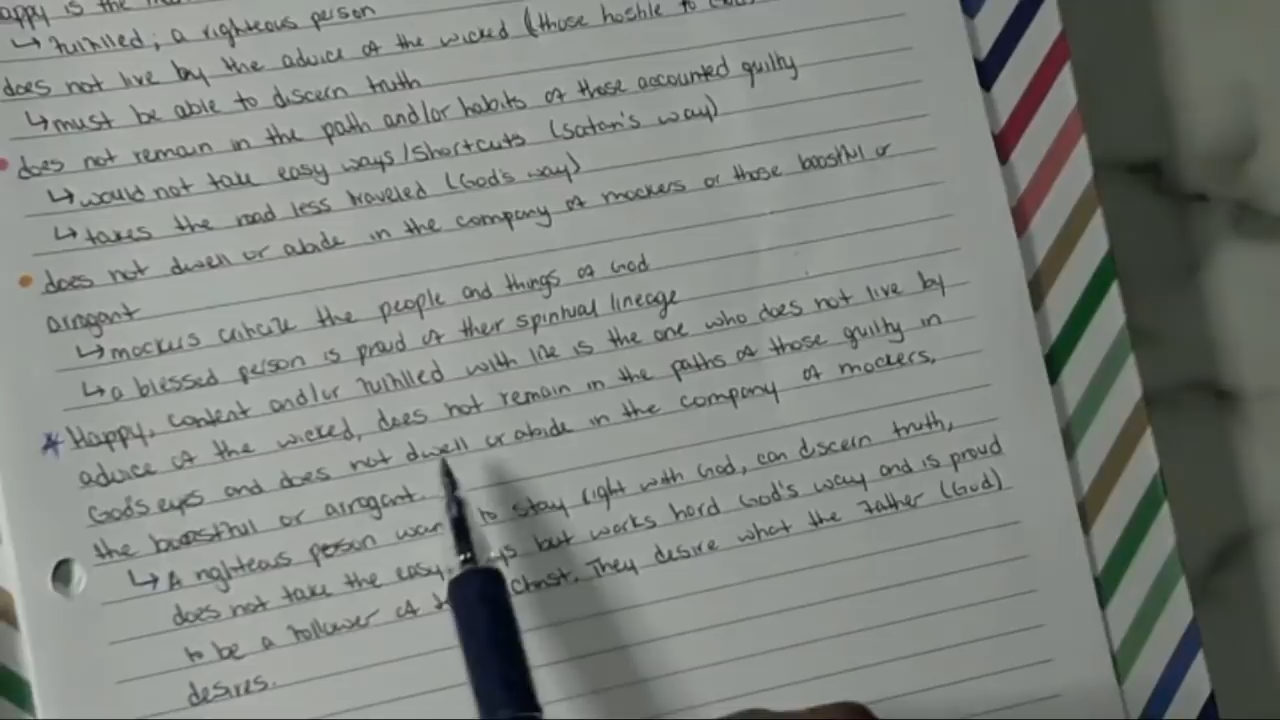 appy is the
↳ fulfilled; a righteous person
does not live by the advice of the wicked (those hostile to
↳ must be able to discern truth
• does not remain in the path and/or habits of those accounted guilty
↳ would not take easy ways/shortcuts (Satan's way)
↳ takes the road less traveled (God's way)
• does not dwell or abide in the company of mockers or those boastful or
arrogant
↳ mockers criticize the people and things of God
↳ a blessed person is proud of their spiritual lineage
* Happy, content and/or fulfilled with life is the one who does not live by
advice of the wicked, does not remain in the paths of those guilty in
God's eyes and does not dwell or abide in the company of mockers,
the boastful or arrogant
↳ A righteous person wan to stay right with God, can discern truth,
does not take the easy ys but works hard God's way and is proud
to be a follower of Christ. They desire what the Father (God)
desires.